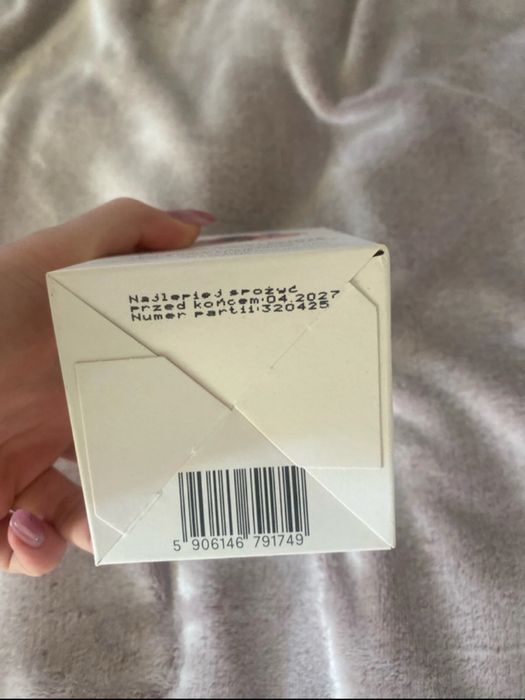 Najlepiej spożyć
przed końcem:04.2027
Numer partii:320425
5 906146 791749